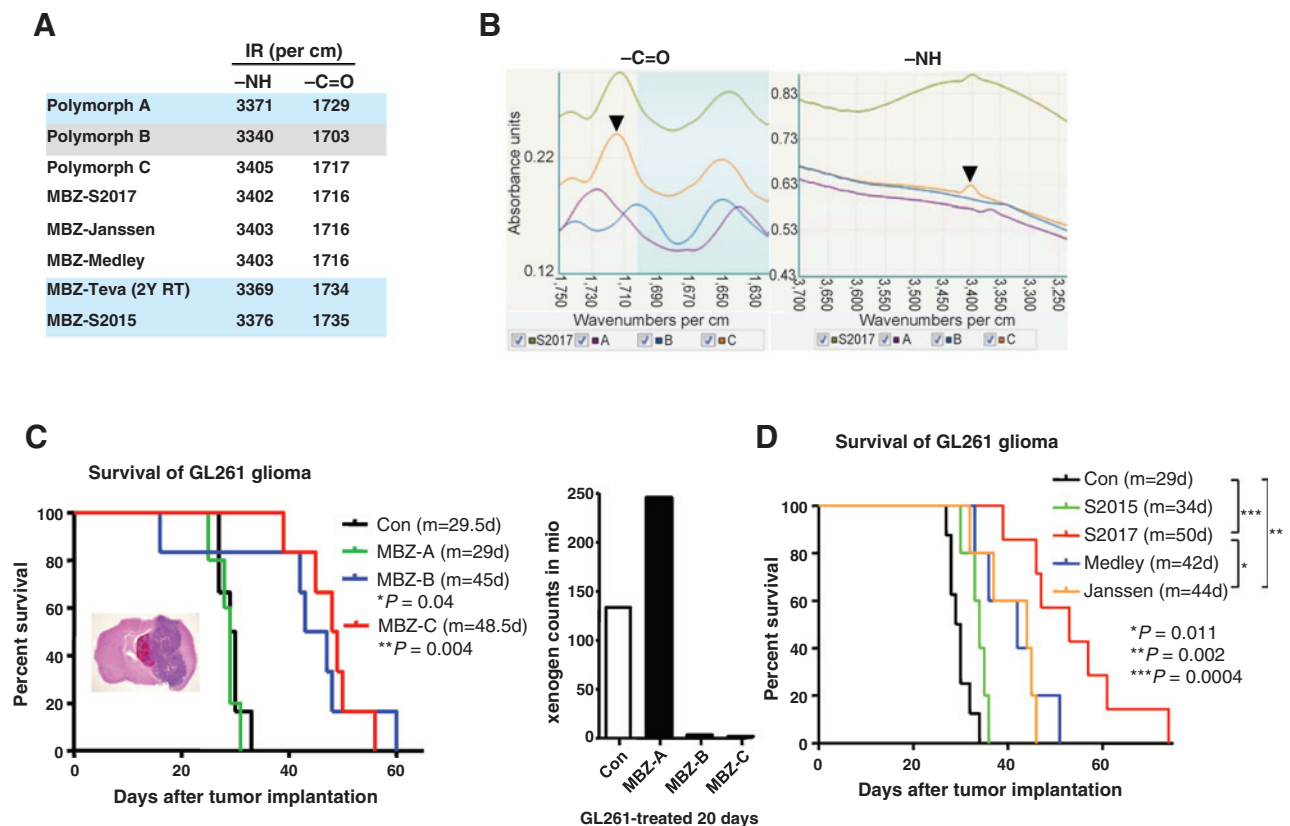 A
IR (per cm)
–NH –C=O
Polymorph A 3371 1729
Polymorph B 3340 1703
Polymorph C 3405 1717
MBZ-S2017 3402 1716
MBZ-Janssen 3403 1716
MBZ-Medley 3403 1716
MBZ-Teva (2Y RT) 3369 1734
MBZ-S2015 3376 1735
B
–C=O
Absorbance units
0.22
0.12
1,750 1,730 1,710 1,690 1,670 1,650 1,630
Wavenumbers per cm
S2017 A B C
–NH
0.83
0.73
0.63
0.53
0.43
3,700 3,650 3,600 3,550 3,500 3,450 3,400 3,350 3,300 3,250
Wavenumbers per cm
S2017 A B C
C
Survival of GL261 glioma
Percent survival
100
80
60
40
20
0
0 20 40 60
Days after tumor implantation
Con (m=29.5d)
MBZ-A (m=29d)
MBZ-B (m=45d)
*P = 0.04
MBZ-C (m=48.5d)
**P = 0.004
xenogen counts in mio
250
200
150
100
50
0
Con MBZ-A MBZ-B MBZ-C
GL261-treated 20 days
D
Survival of GL261 glioma
Percent survival
100
80
60
40
20
0
0 20 40 60
Days after tumor implantation
Con (m=29d)
S2015 (m=34d)
S2017 (m=50d)
Medley (m=42d)
Janssen (m=44d)
***
*
**
*P = 0.011
**P = 0.002
***P = 0.0004